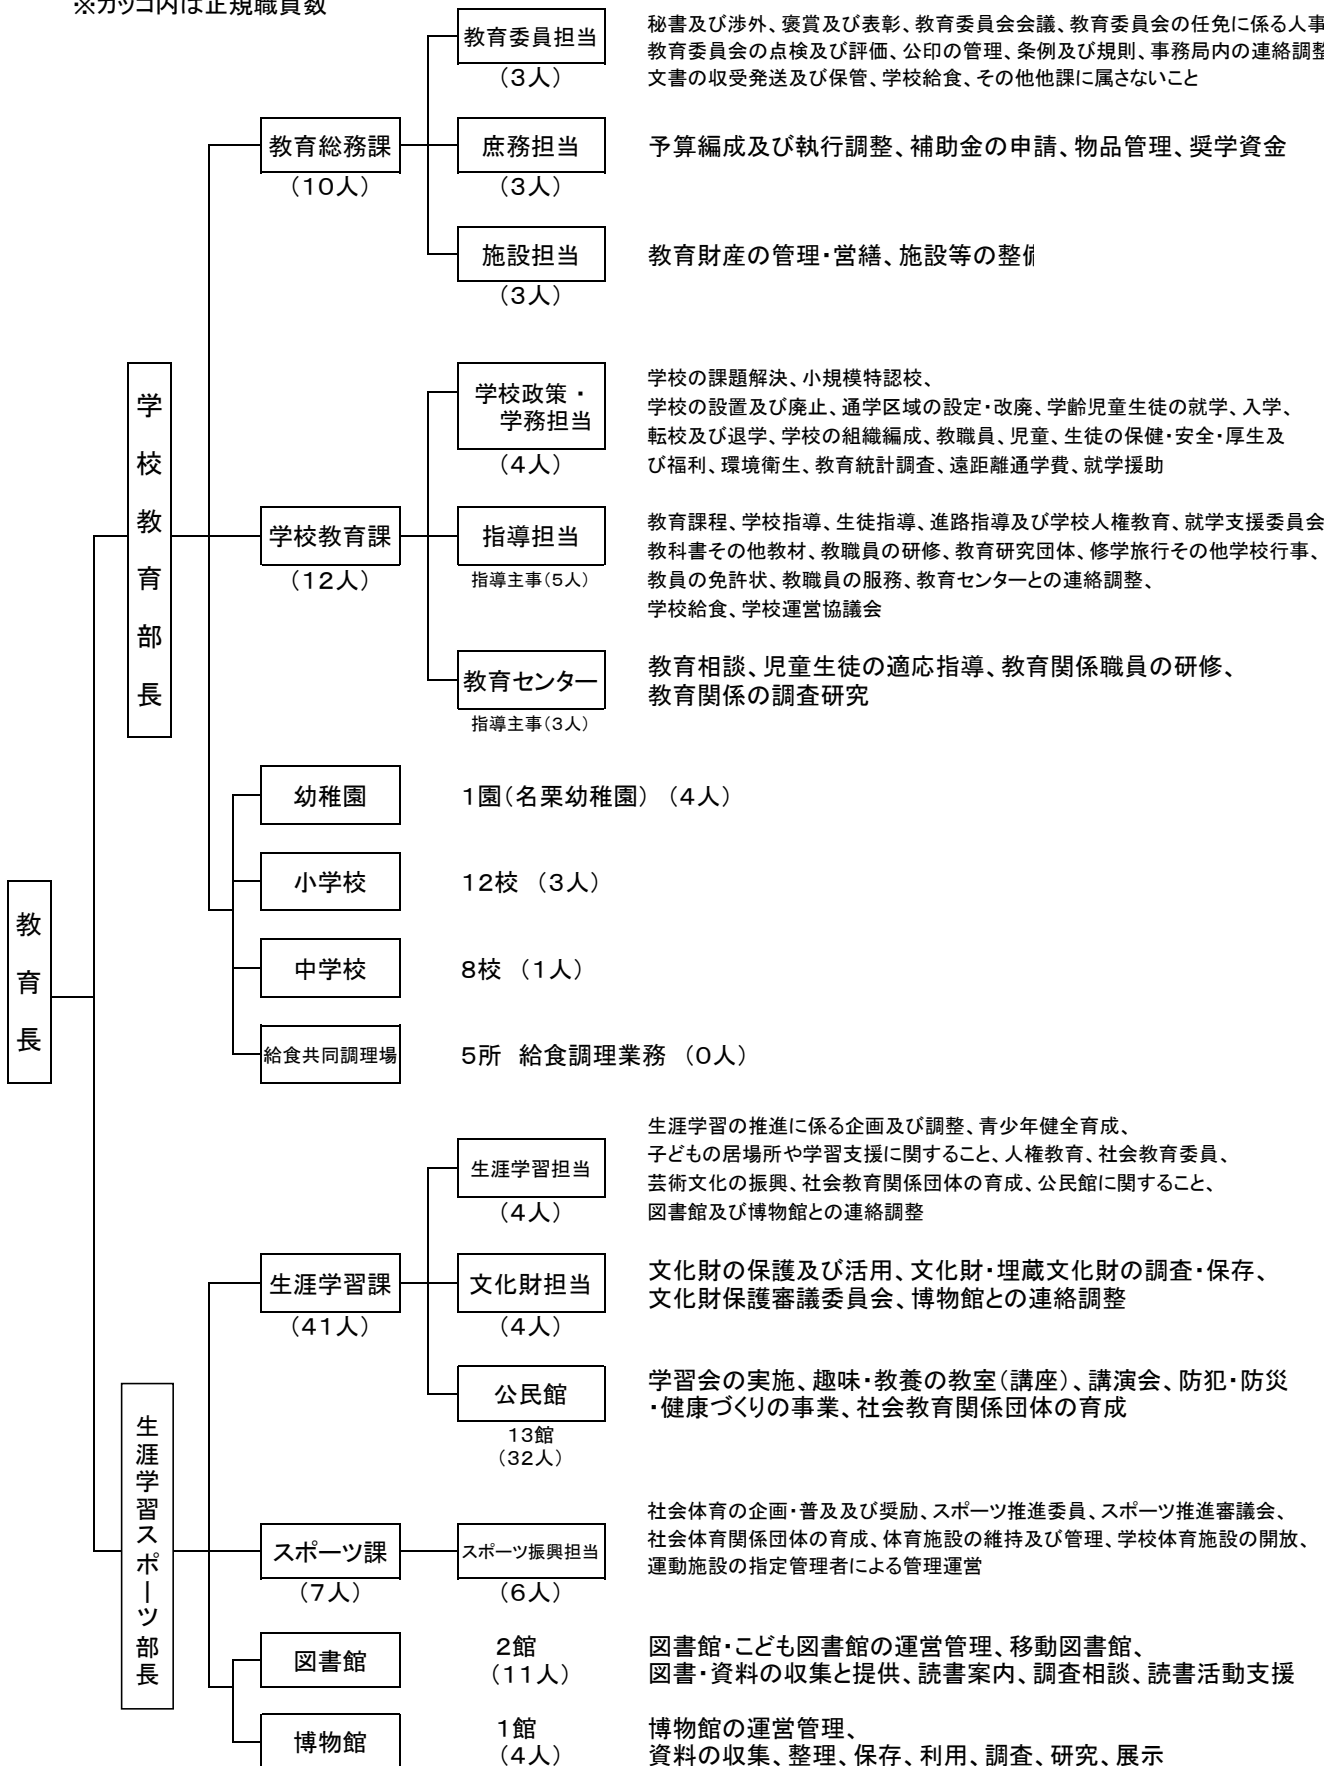 ※カッコ内は正規職員数
教育委員担当
(3人)
秘書及び渉外、褒賞及び表彰、教育委員会会議、教育委員会の任免に係る人事
教育委員会の点検及び評価、公印の管理、条例及び規則、事務局内の連絡調整
文書の収受発送及び保管、学校給食、その他他課に属さないこと
教育総務課
(10人)
庶務担当
(3人)
予算編成及び執行調整、補助金の申請、物品管理、奨学資金
施設担当
(3人)
教育財産の管理・営繕、施設等の整備
学校教育部長
学校政策・
学務担当
(4人)
学校の課題解決、小規模特認校、
学校の設置及び廃止、通学区域の設定・改廃、学齢児童生徒の就学、入学、
転校及び退学、学校の組織編成、教職員、児童、生徒の保健・安全・厚生及
び福利、環境衛生、教育統計調査、遠距離通学費、就学援助
学校教育課
(12人)
指導担当
指導主事(5人)
教育課程、学校指導、生徒指導、進路指導及び学校人権教育、就学支援委員会
教科書その他教材、教職員の研修、教育研究団体、修学旅行その他学校行事、
教員の免許状、教職員の服務、教育センターとの連絡調整、
学校給食、学校運営協議会
教育センター
指導主事(3人)
教育相談、児童生徒の適応指導、教育関係職員の研修、
教育関係の調査研究
幼稚園
1園(名栗幼稚園) (4人)
小学校
12校 (3人)
中学校
8校 (1人)
給食共同調理場
5所 給食調理業務 (0人)
教育長
生涯学習担当
(4人)
生涯学習の推進に係る企画及び調整、青少年健全育成、
子どもの居場所や学習支援に関すること、人権教育、社会教育委員、
芸術文化の振興、社会教育関係団体の育成、公民館に関すること、
図書館及び博物館との連絡調整
生涯学習課
(41人)
文化財担当
(4人)
文化財の保護及び活用、文化財・埋蔵文化財の調査・保存、
文化財保護審議委員会、博物館との連絡調整
公民館
13館
(32人)
学習会の実施、趣味・教養の教室(講座)、講演会、防犯・防災
・健康づくりの事業、社会教育関係団体の育成
生涯学習スポーツ部長
スポーツ課
(7人)
スポーツ振興担当
(6人)
社会体育の企画・普及及び奨励、スポーツ推進委員、スポーツ推進審議会、
社会体育関係団体の育成、体育施設の維持及び管理、学校体育施設の開放、
運動施設の指定管理者による管理運営
図書館
2館
(11人)
図書館・こども図書館の運営管理、移動図書館、
図書・資料の収集と提供、読書案内、調査相談、読書活動支援
博物館
1館
(4人)
博物館の運営管理、
資料の収集、整理、保存、利用、調査、研究、展示